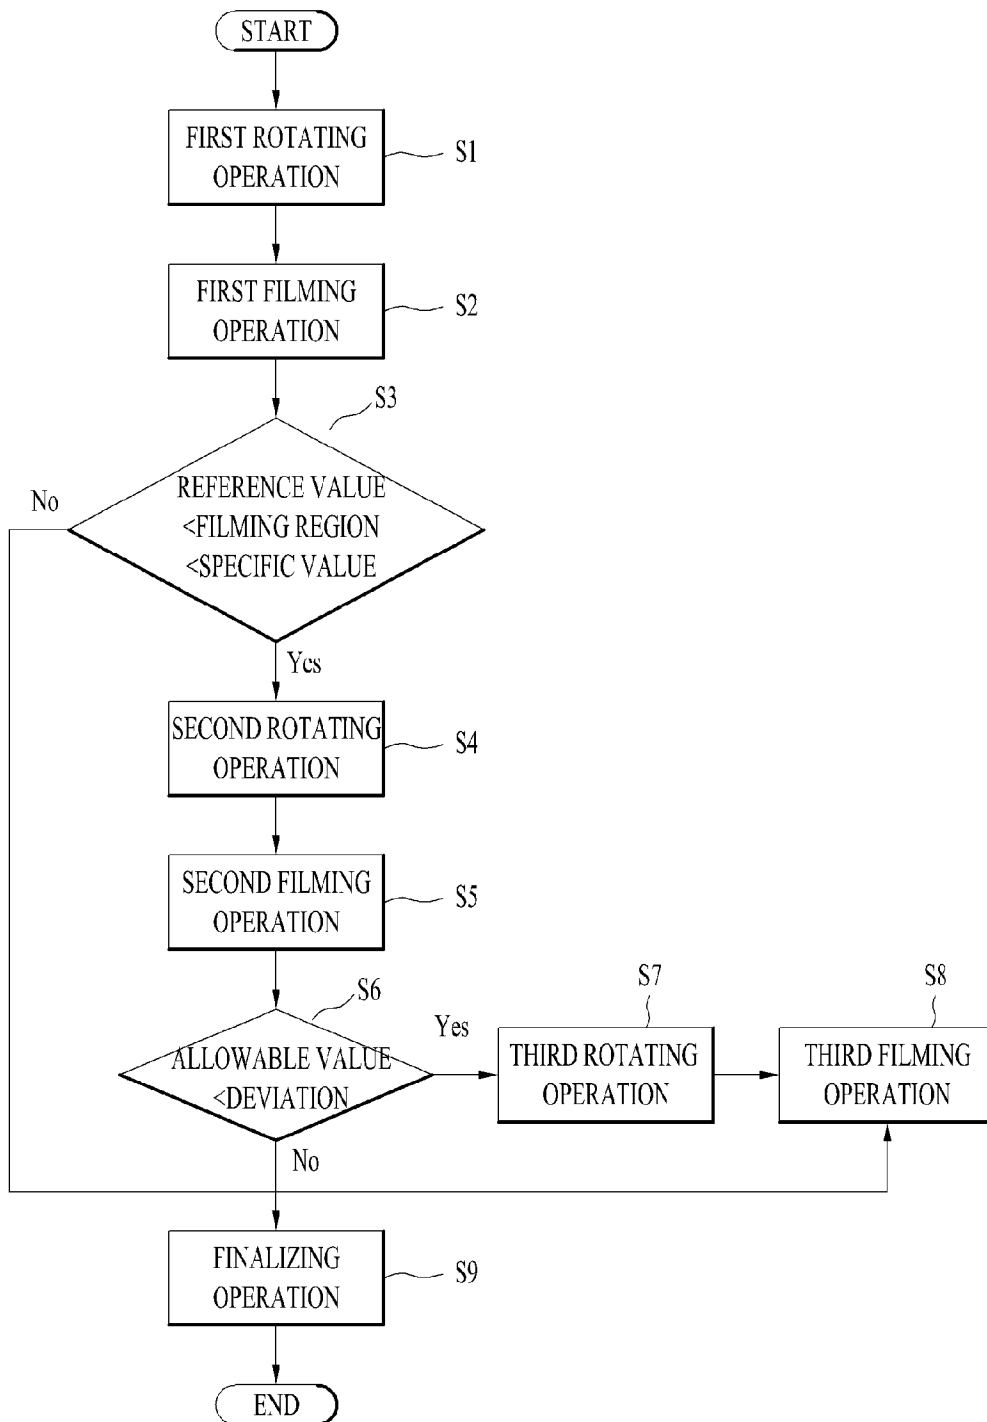 START
FIRST ROTATING
OPERATION
S1
FIRST FILMING
OPERATION
S2
S3
REFERENCE VALUE
<FILMING REGION
<SPECIFIC VALUE
No
Yes
SECOND ROTATING
OPERATION
S4
SECOND FILMING
OPERATION
S5
S6
ALLOWABLE VALUE
<DEVIATION
Yes
S7
THIRD ROTATING
OPERATION
S8
THIRD FILMING
OPERATION
No
FINALIZING
OPERATION
S9
END